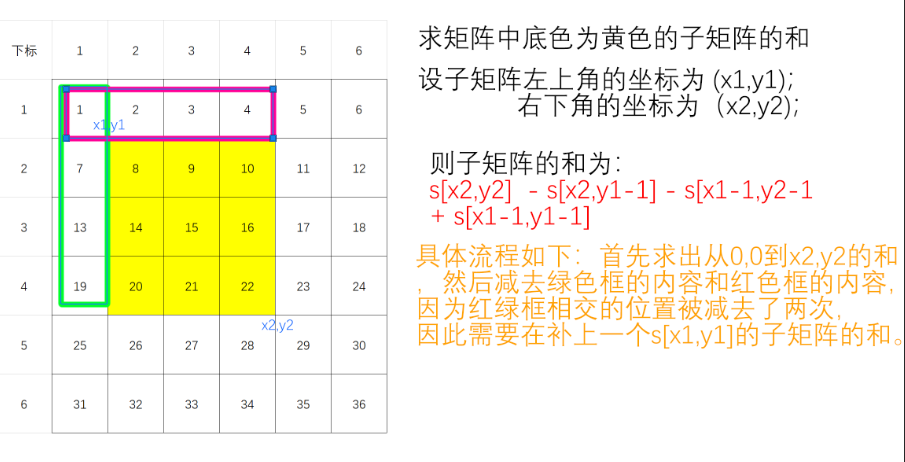 下标 1 2 3 4 5 6
1 1 2 3 4 5 6
x1,y1
2 7 8 9 10 11 12
3 13 14 15 16 17 18
4 19 20 21 22 23 24
x2,y2
5 25 26 27 28 29 30
6 31 32 33 34 35 36
求矩阵中底色为黄色的子矩阵的和
设子矩阵左上角的坐标为 (x1,y1);
右下角的坐标为（x2,y2);
则子矩阵的和为:
s[x2,y2] - s[x2,y1-1] - s[x1-1,y2-1
+ s[x1-1,y1-1]
具体流程如下：首先求出从0,0到x2,y2的和
，然后减去绿色框的内容和红色框的内容，
因为红绿框相交的位置被减去了两次，
因此需要在补上一个s[x1,y1]的子矩阵的和。